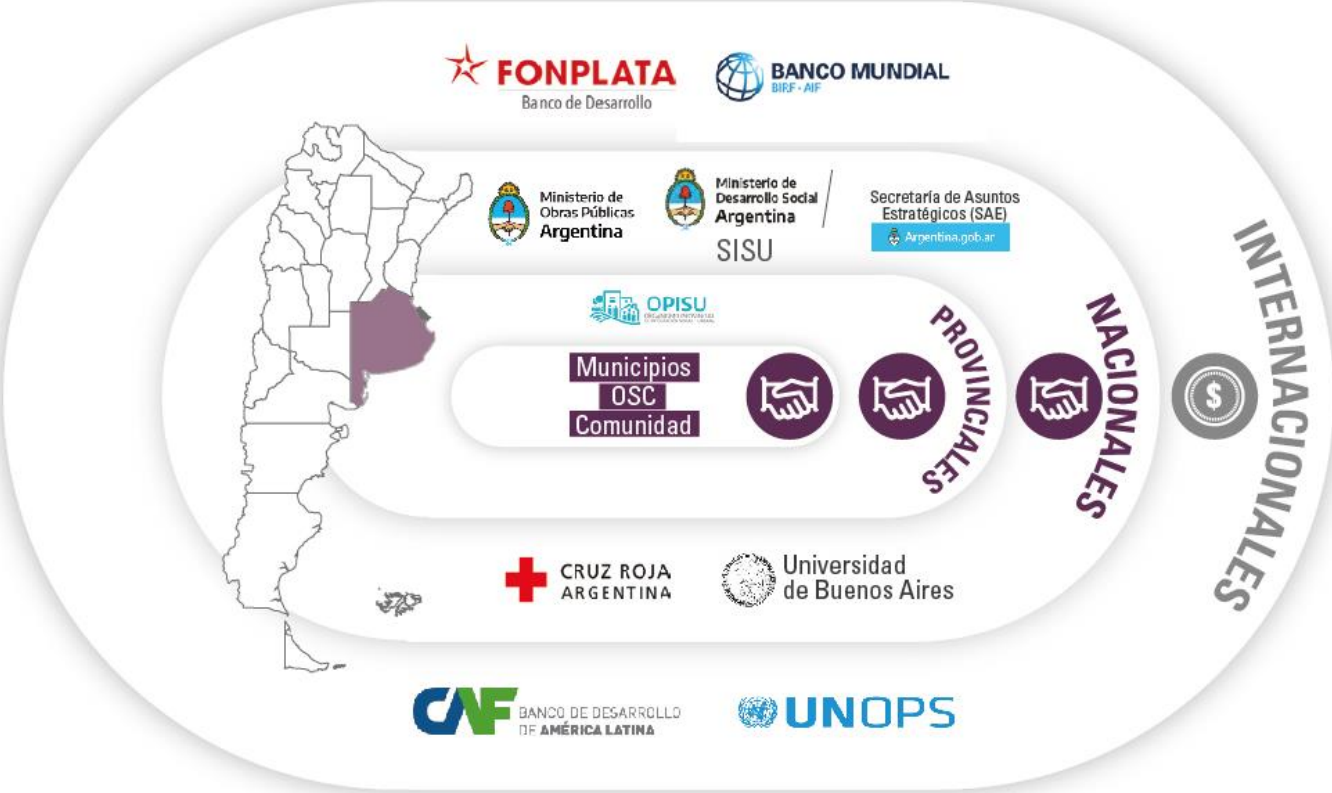 FONPLATA
Banco de Desarrollo
BANCO MUNDIAL
BIRF - AIF
Ministerio de
Obras Públicas
Argentina
Ministerio de
Desarrollo Social
Argentina
SISU
Secretaría de Asuntos
Estratégicos (SAE)
Argentina.gob.ar
OPISU
Municipios
OSC
Comunidad
PROVINCIALES
NACIONALES
$
INTERNACIONALES
CRUZ ROJA
ARGENTINA
Universidad
de Buenos Aires
CAF
BANCO DE DESARROLLO
DE AMÉRICA LATINA
UNOPS